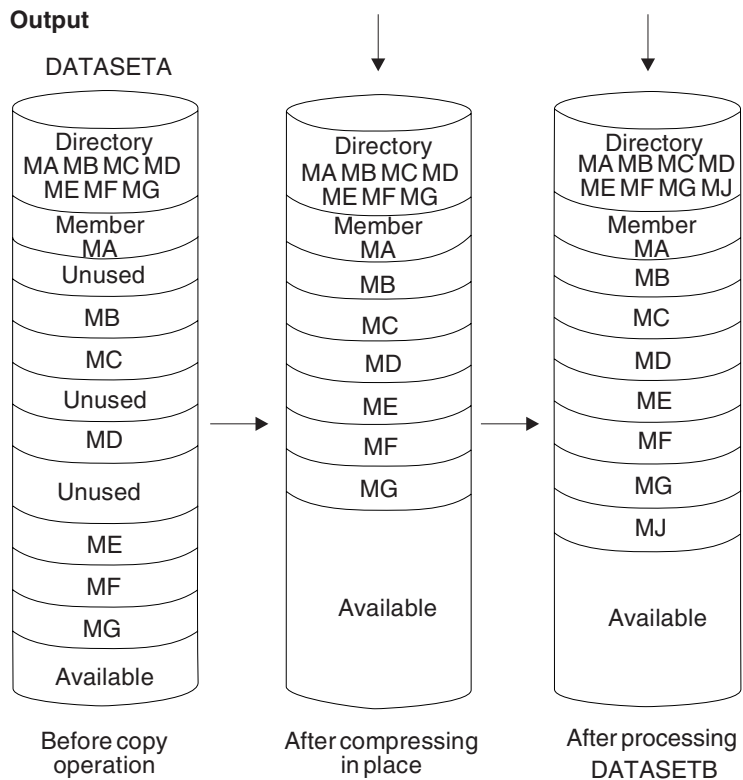 Output
DATASETA
Directory
MA MB MC MD
ME MF MG
Member
MA
Unused
MB
MC
Unused
MD
Unused
ME
MF
MG
Available
Before copy
operation
Directory
MA MB MC MD
ME MF MG
Member
MA
MB
MC
MD
ME
MF
MG
Available
After compressing
in place
Directory
MA MB MC MD
ME MF MG MJ
Member
MA
MB
MC
MD
ME
MF
MG
MJ
Available
After processing
DATASETB